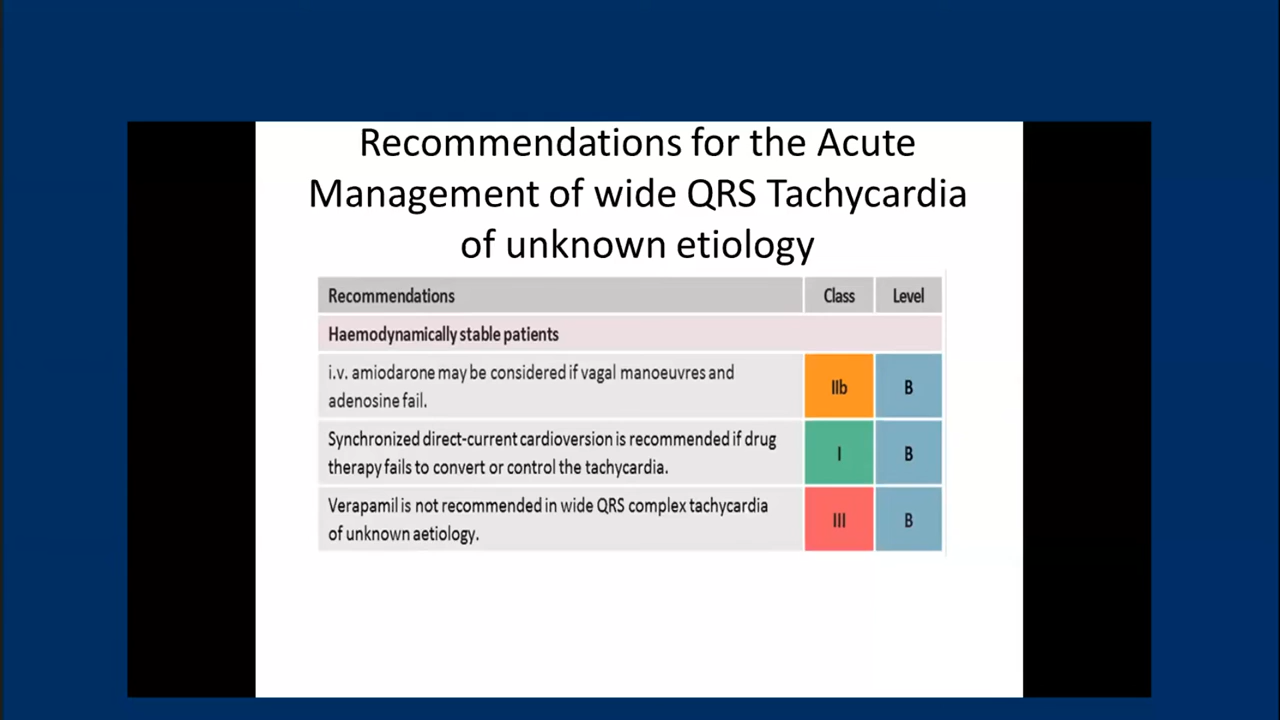 Recommendations for the Acute
Management of wide QRS Tachycardia
of unknown etiology
Recommendations Class Level
Haemodynamically stable patients
i.v. amiodarone may be considered if vagal manoeuvres and
adenosine fail.
IIb B
Synchronized direct-current cardioversion is recommended if drug
therapy fails to convert or control the tachycardia.
I B
Verapamil is not recommended in wide QRS complex tachycardia
of unknown aetiology.
III B